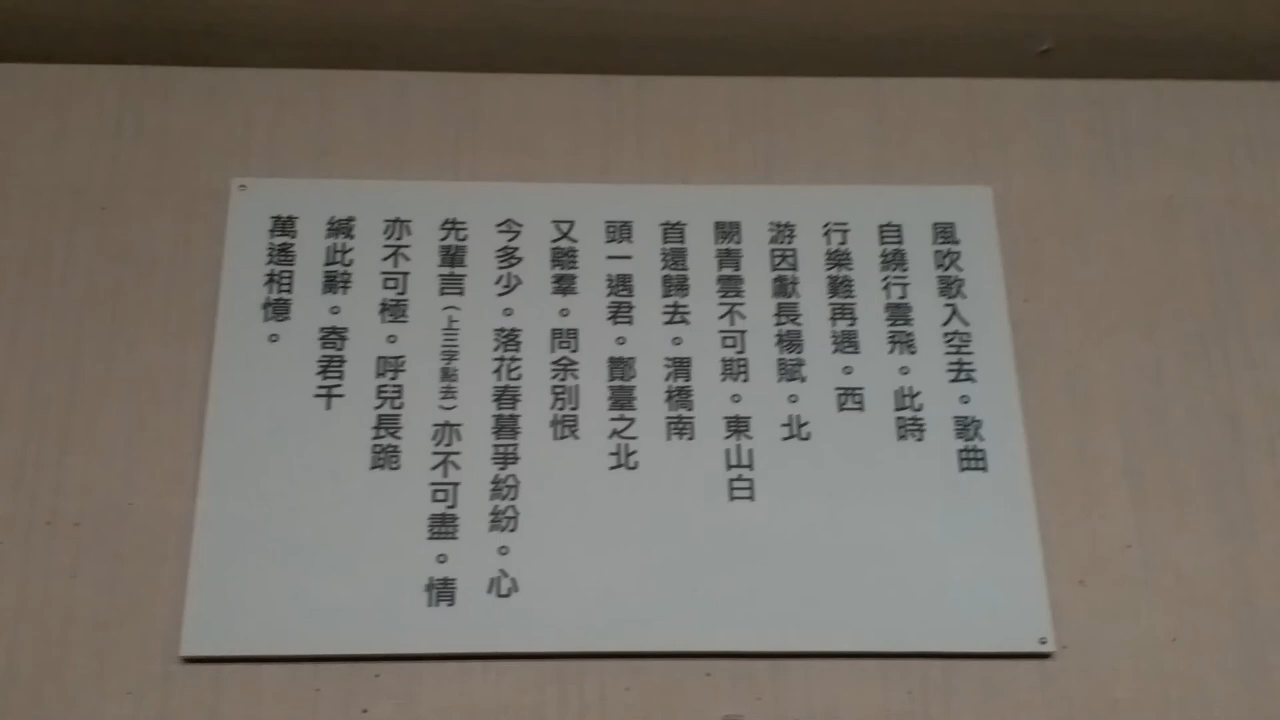 風吹歌入空去。歌曲
自繞行雲飛。此時
行樂難再遇。西
游因獻長楊賦。北
闕青雲不可期。東山白
首還歸去。渭橋南
頭一遇君。酇臺之北
又離羣。問余別恨
今多少。落花春暮爭紛紛。心
先輩言(上三字點去)亦不可盡。情
亦不可極。呼兒長跪
緘此辭。寄君千
萬遙相憶。